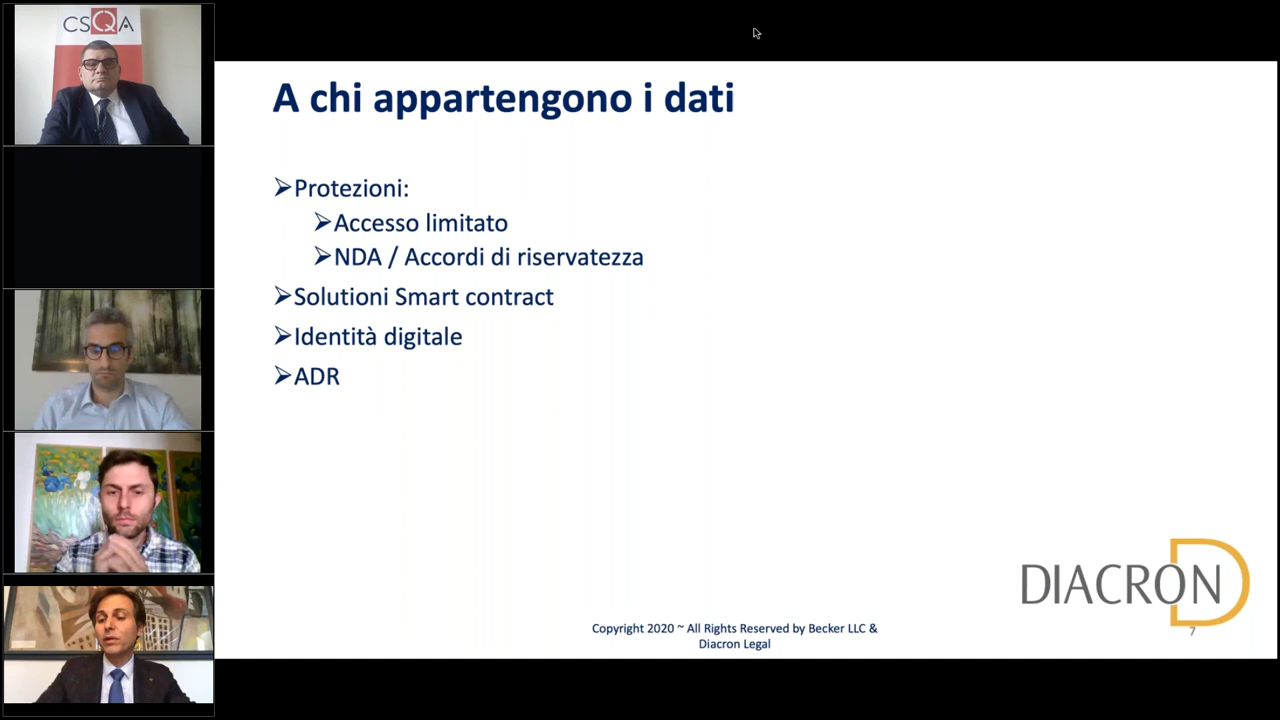 CSQA
A chi appartengono i dati
➢Protezioni:
➢Accesso limitato
➢NDA / Accordi di riservatezza
➢Solutioni Smart contract
➢Identità digitale
➢ADR
DIACRON
Copyright 2020 ~ All Rights Reserved by Becker LLC &
Diacron Legal
7